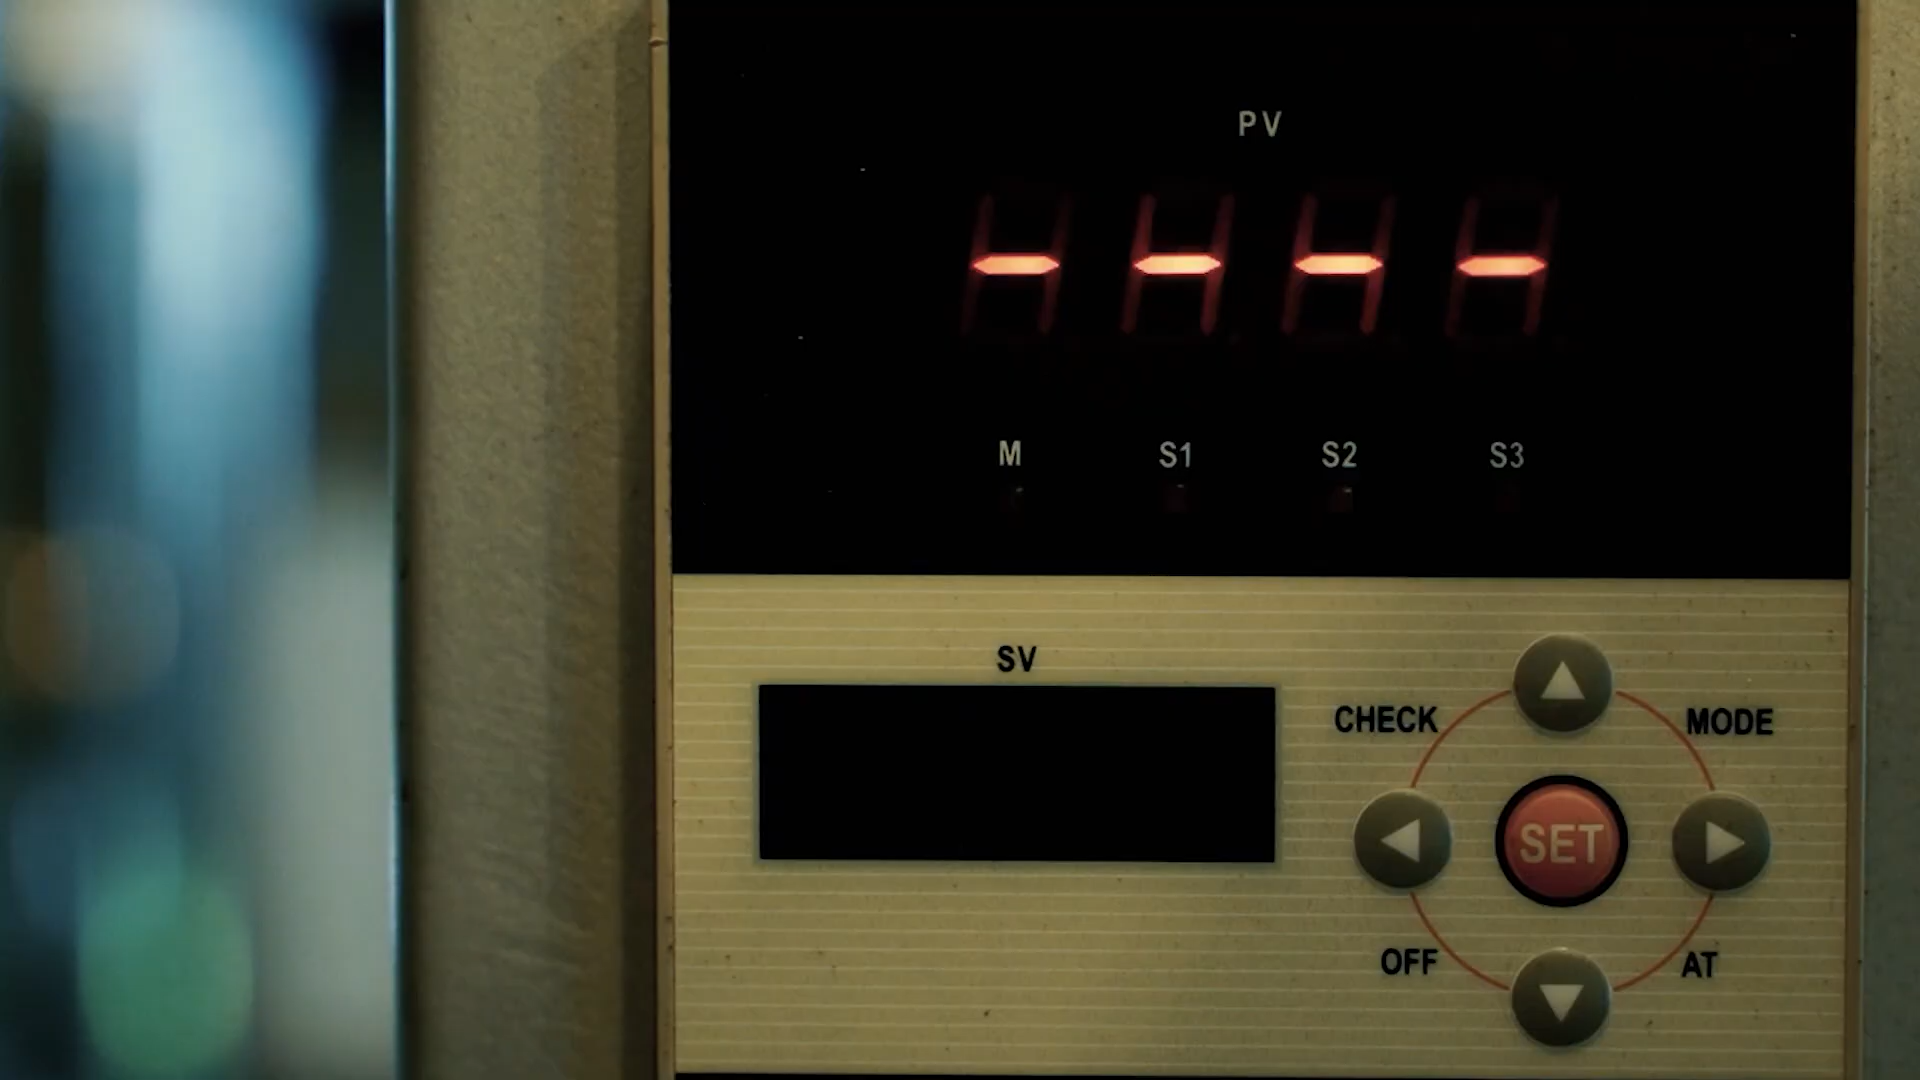 PV
----
M S1 S2 S3
SV
CHECK MODE
SET
OFF AT